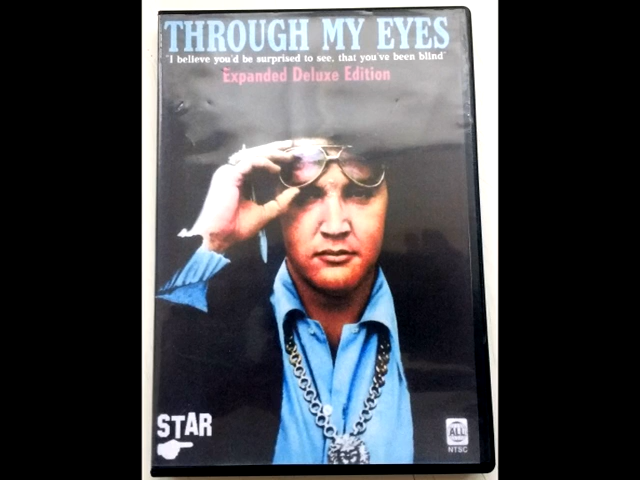 THROUGH MY EYES
"I believe you'd be surprised to see, that you've been blind"
Expanded Deluxe Edition
STAR
ALL
NTSC